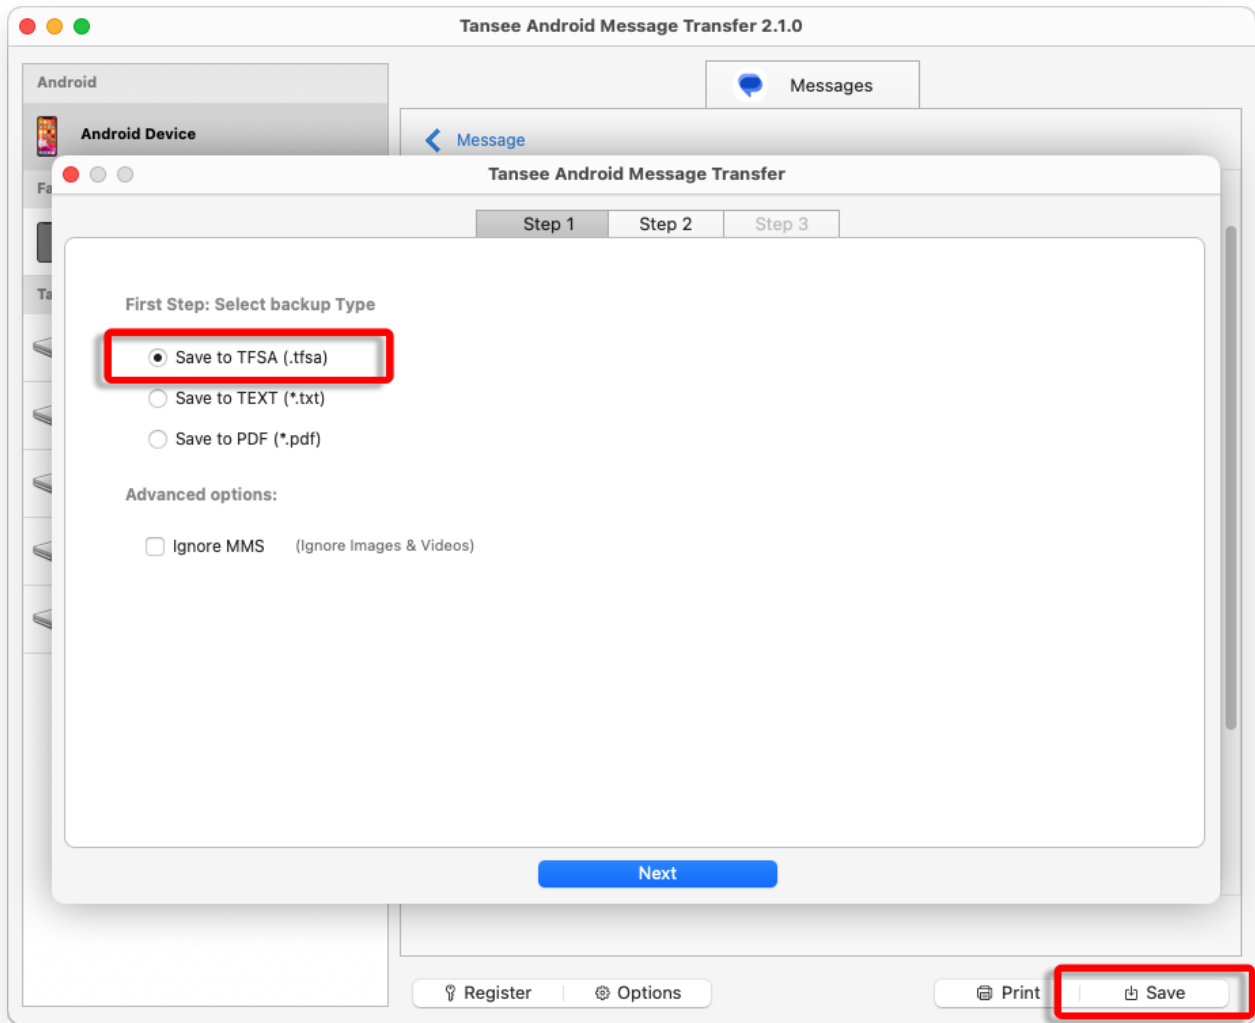 Tansee Android Message Transfer 2.1.0
Android
Messages
Android Device
Message
Tansee Android Message Transfer
Fa
Step 1 Step 2 Step 3
Ta
First Step: Select backup Type
Save to TFSA (.tfsa)
Save to TEXT (*.txt)
Save to PDF (*.pdf)
Advanced options:
Ignore MMS (Ignore Images & Videos)
Next
Register Options Print Save